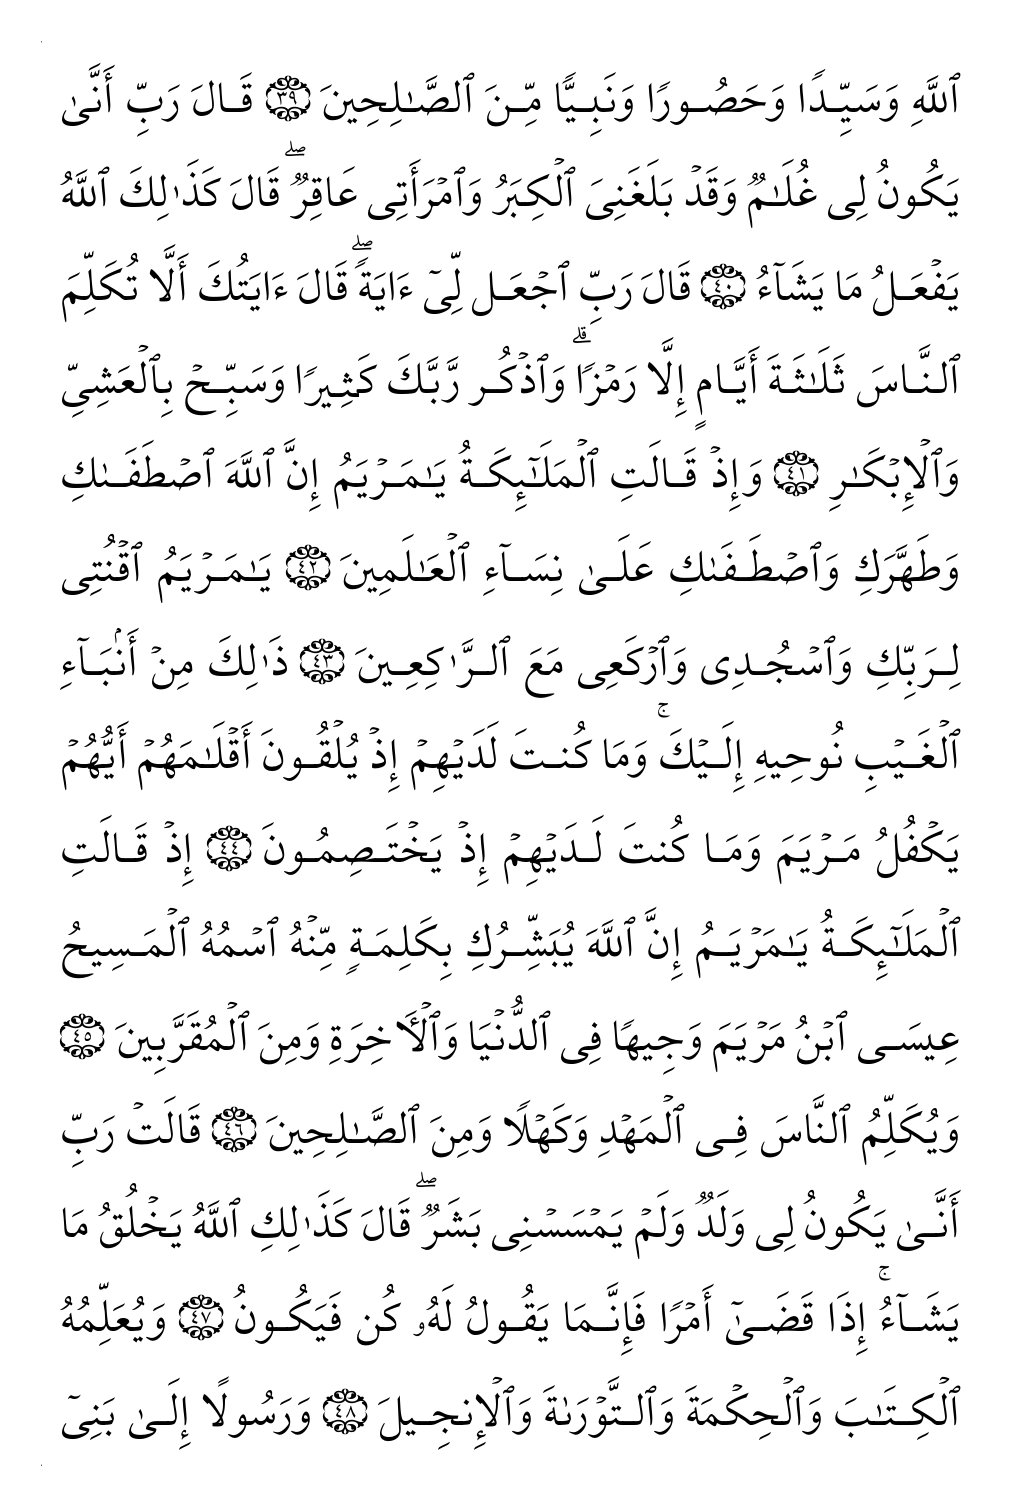 ٱللَّهِ وَسَيِّدًا وَحَصُورًا وَنَبِيًّا مِّنَ ٱلصَّـٰلِحِينَ ٣٩ قَالَ رَبِّ أَنَّىٰ
يَكُونُ لِى غُلَـٰمٌ وَقَدْ بَلَغَنِىَ ٱلْكِبَرُ وَٱمْرَأَتِى عَاقِرٌ ۖ قَالَ كَذَٰلِكَ ٱللَّهُ
يَفْعَلُ مَا يَشَآءُ ٤٠ قَالَ رَبِّ ٱجْعَل لِّىٓ ءَايَةً ۖ قَالَ ءَايَتُكَ أَلَّا تُكَلِّمَ
ٱلنَّاسَ ثَلَـٰثَةَ أَيَّامٍ إِلَّا رَمْزًا ۗ وَٱذْكُر رَّبَّكَ كَثِيرًا وَسَبِّحْ بِٱلْعَشِىِّ
وَٱلْإِبْكَـٰرِ ٤١ وَإِذْ قَالَتِ ٱلْمَلَـٰٓئِكَةُ يَـٰمَرْيَمُ إِنَّ ٱللَّهَ ٱصْطَفَىٰكِ
وَطَهَّرَكِ وَٱصْطَفَىٰكِ عَلَىٰ نِسَآءِ ٱلْعَـٰلَمِينَ ٤٢ يَـٰمَرْيَمُ ٱقْنُتِى
لِرَبِّكِ وَٱسْجُدِى وَٱرْكَعِى مَعَ ٱلرَّٰكِعِينَ ٤٣ ذَٰلِكَ مِنْ أَنۢبَآءِ
ٱلْغَيْبِ نُوحِيهِ إِلَيْكَ ۚ وَمَا كُنتَ لَدَيْهِمْ إِذْ يُلْقُونَ أَقْلَـٰمَهُمْ أَيُّهُمْ
يَكْفُلُ مَرْيَمَ وَمَا كُنتَ لَدَيْهِمْ إِذْ يَخْتَصِمُونَ ٤٤ إِذْ قَالَتِ
ٱلْمَلَـٰٓئِكَةُ يَـٰمَرْيَمُ إِنَّ ٱللَّهَ يُبَشِّرُكِ بِكَلِمَةٍ مِّنْهُ ٱسْمُهُ ٱلْمَسِيحُ
عِيسَى ٱبْنُ مَرْيَمَ وَجِيهًا فِى ٱلدُّنْيَا وَٱلْـَٔاخِرَةِ وَمِنَ ٱلْمُقَرَّبِينَ ٤٥
وَيُكَلِّمُ ٱلنَّاسَ فِى ٱلْمَهْدِ وَكَهْلًا وَمِنَ ٱلصَّـٰلِحِينَ ٤٦ قَالَتْ رَبِّ
أَنَّىٰ يَكُونُ لِى وَلَدٌ وَلَمْ يَمْسَسْنِى بَشَرٌ ۖ قَالَ كَذَٰلِكِ ٱللَّهُ يَخْلُقُ مَا
يَشَآءُ ۚ إِذَا قَضَىٰٓ أَمْرًا فَإِنَّمَا يَقُولُ لَهُۥ كُن فَيَكُونُ ٤٧ وَيُعَلِّمُهُ
ٱلْكِتَـٰبَ وَٱلْحِكْمَةَ وَٱلتَّوْرَىٰةَ وَٱلْإِنجِيلَ ٤٨ وَرَسُولًا إِلَىٰ بَنِىٓ